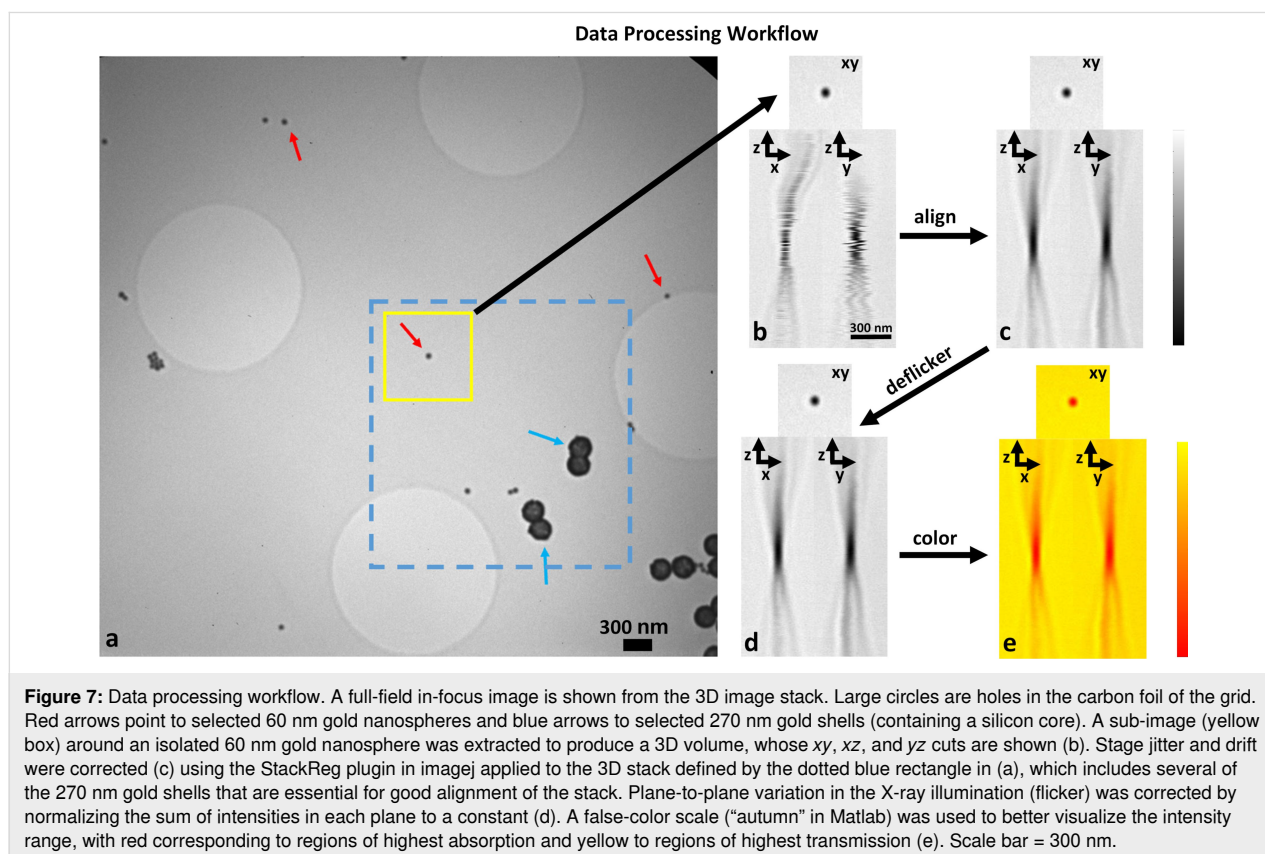 Data Processing Workflow
xy
xy
z
x
z
y
z
x
z
y
align
b
300 nm
c
deflicker
xy
xy
z
x
z
y
z
x
z
y
color
a
300 nm
d
e
Figure 7: Data processing workflow. A full-field in-focus image is shown from the 3D image stack. Large circles are holes in the carbon foil of the grid.
Red arrows point to selected 60 nm gold nanospheres and blue arrows to selected 270 nm gold shells (containing a silicon core). A sub-image (yellow
box) around an isolated 60 nm gold nanosphere was extracted to produce a 3D volume, whose xy, xz, and yz cuts are shown (b). Stage jitter and drift
were corrected (c) using the StackReg plugin in imagej applied to the 3D stack defined by the dotted blue rectangle in (a), which includes several of
the 270 nm gold shells that are essential for good alignment of the stack. Plane-to-plane variation in the X-ray illumination (flicker) was corrected by
normalizing the sum of intensities in each plane to a constant (d). A false-color scale (“autumn” in Matlab) was used to better visualize the intensity
range, with red corresponding to regions of highest absorption and yellow to regions of highest transmission (e). Scale bar = 300 nm.